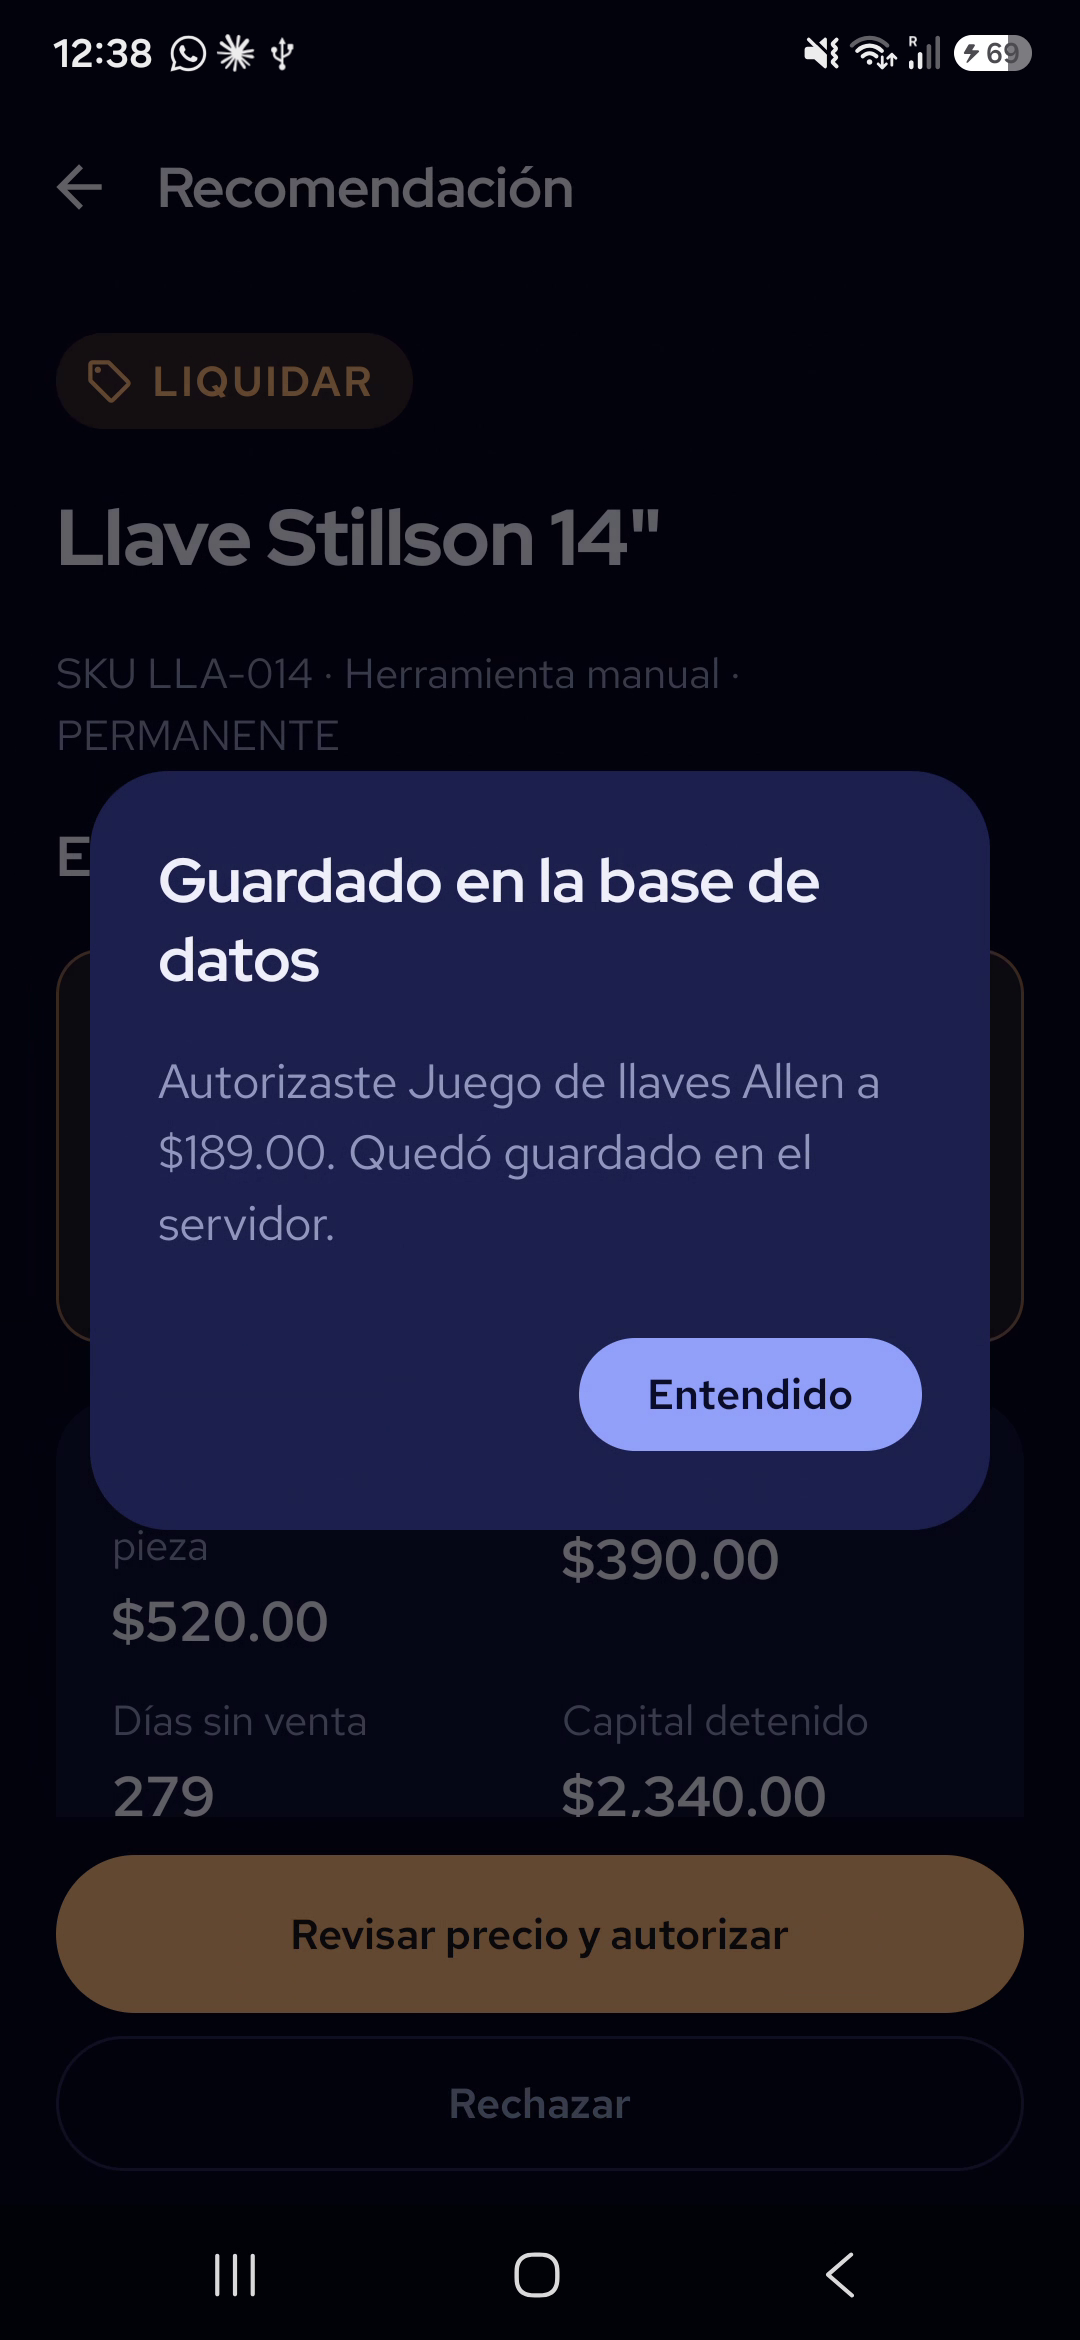 12:38
R
69
Recomendación
LIQUIDAR
Llave Stillson 14"
SKU LLA-014 · Herramienta manual ·
PERMANENTE
E
Guardado en la base de
datos
Autorizaste Juego de llaves Allen a
$189.00. Quedó guardado en el
servidor.
Entendido
pieza
$390.00
$520.00
Días sin venta
Capital detenido
279
$2,340.00
Revisar precio y autorizar
Rechazar